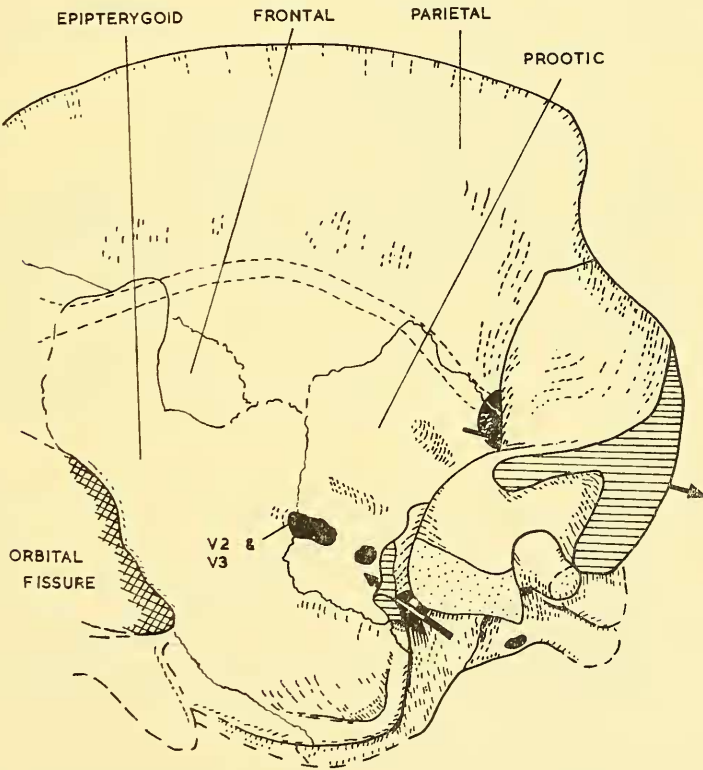 EPIPTERYGOID
FRONTAL
PARIETAL
PROOTIC
V2 &
V3
ORBITAL
FISSURE